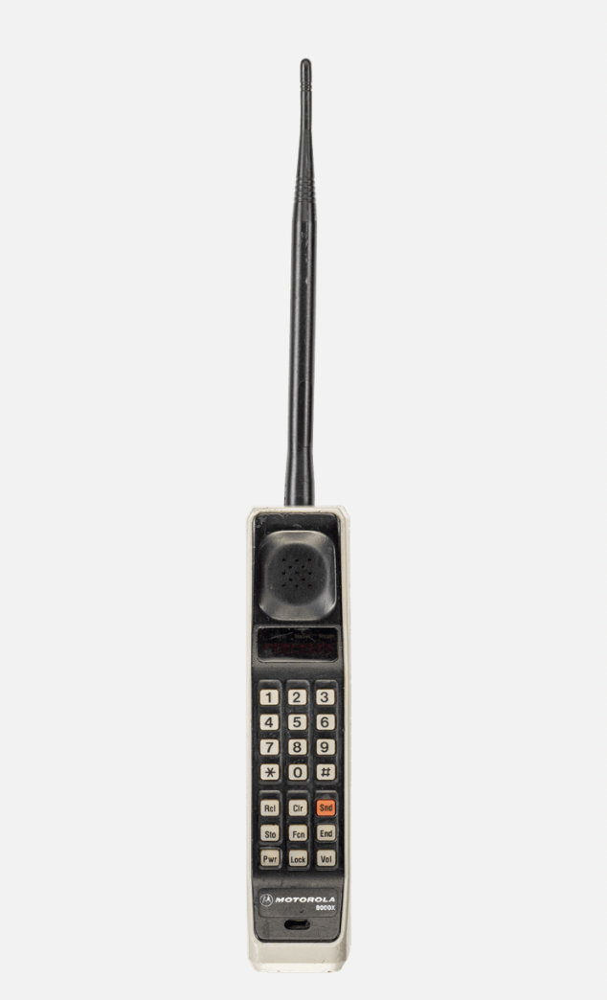 1 2 3
4 5 6
7 8 9
* 0 #
Rcl Clr Snd
Sto Fcn End
Pwr Lock Vol
MOTOROLA
8000X